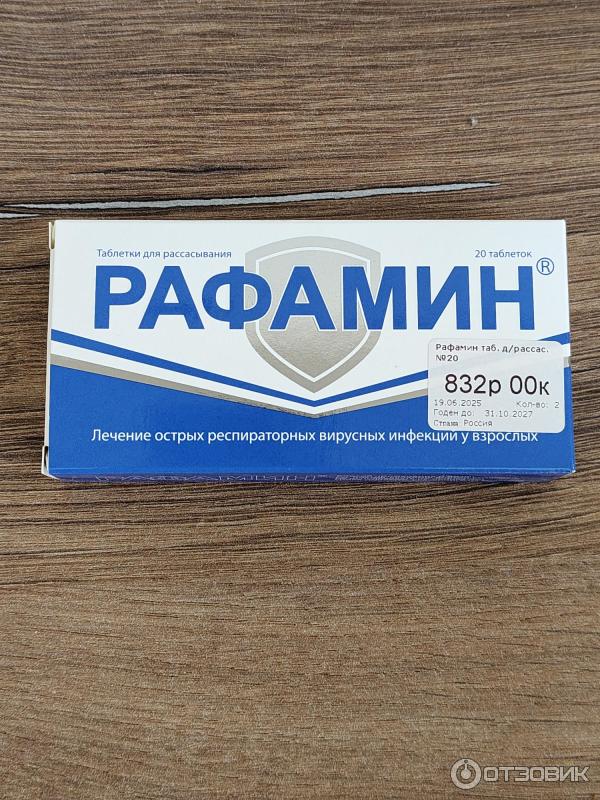 Таблетки для рассасывания
20 таблеток
РАФАМИН®
Рафамин таб. д/рассас.
№20
832р 00к
19.06.2025 Кол-во: 2
Годен до: 31.10.2027
Страна Россия
Лечение острых респираторных вирусных инфекций у взрослых
РАФАМИН
ОТЗОВИК